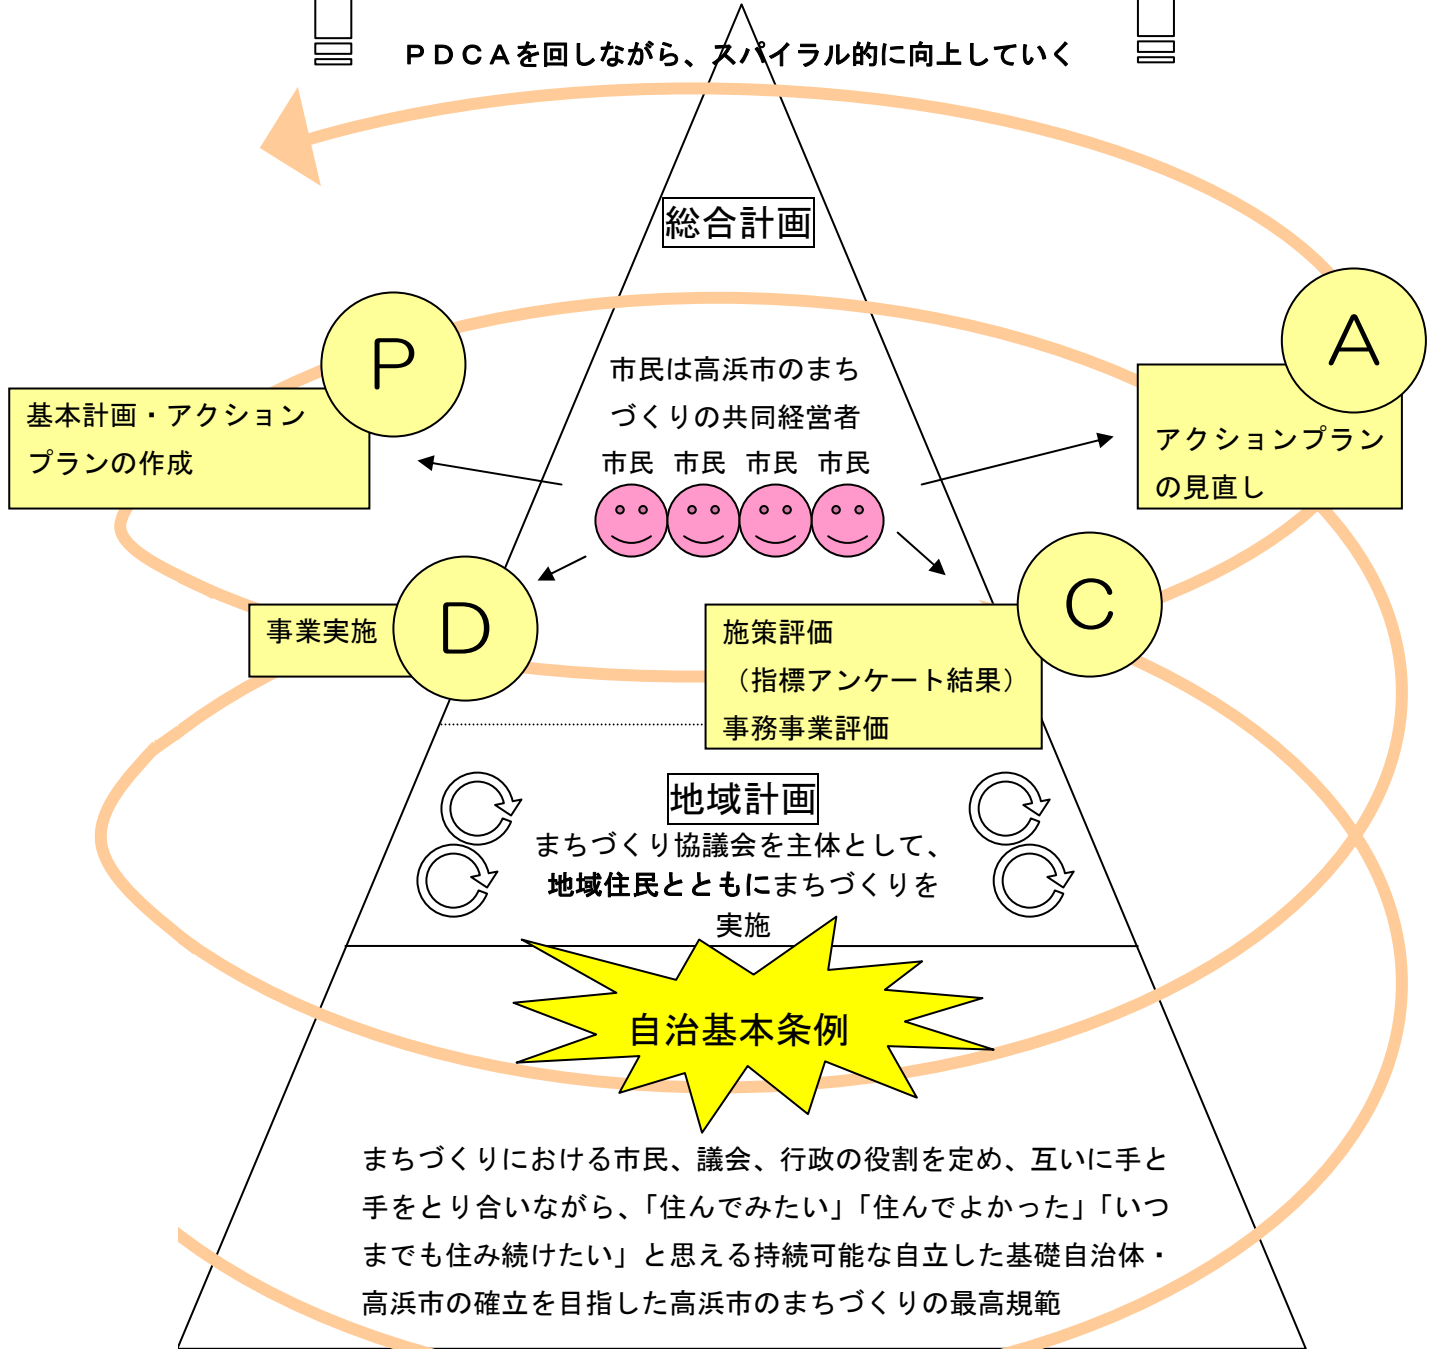 PDCAを回しながら、スパイラル的に向上していく
総合計画
P
A
市民は高浜市のまち
づくりの共同経営者
基本計画・アクション
プランの作成
アクションプラン
の見直し
市民 市民 市民 市民
D
C
事業実施
施策評価
(指標アンケート結果)
事務事業評価
地域計画
まちづくり協議会を主体として、
地域住民とともにまちづくりを
実施
自治基本条例
まちづくりにおける市民、議会、行政の役割を定め、互いに手と
手をとり合いながら、「住んでみたい」「住んでよかった」「いつ
までも住み続けたい」と思える持続可能な自立した基礎自治体・
高浜市の確立を目指した高浜市のまちづくりの最高規範